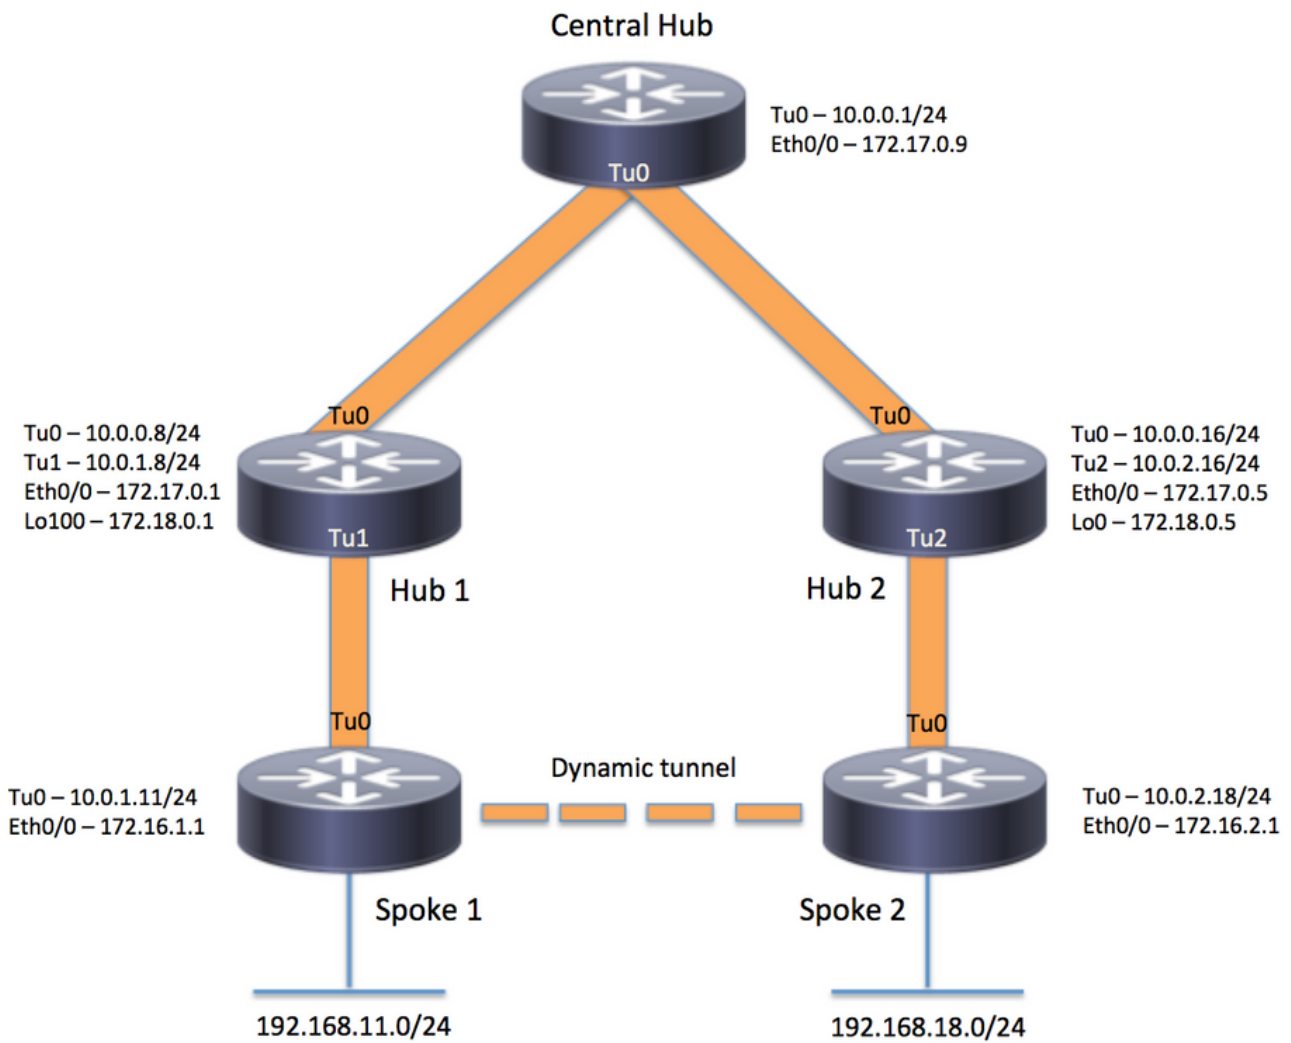 Central Hub
Tu0 – 10.0.0.1/24
Eth0/0 – 172.17.0.9
Tu0
Tu0
Tu0
Tu0 – 10.0.0.8/24
Tu1 – 10.0.1.8/24
Eth0/0 – 172.17.0.1
Lo100 – 172.18.0.1
Tu0 – 10.0.0.16/24
Tu2 – 10.0.2.16/24
Eth0/0 – 172.17.0.5
Lo0 – 172.18.0.5
Tu1
Tu2
Hub 1
Hub 2
Tu0
Tu0
Dynamic tunnel
Tu0 – 10.0.1.11/24
Eth0/0 – 172.16.1.1
Tu0 – 10.0.2.18/24
Eth0/0 – 172.16.2.1
Spoke 1
Spoke 2
192.168.11.0/24
192.168.18.0/24